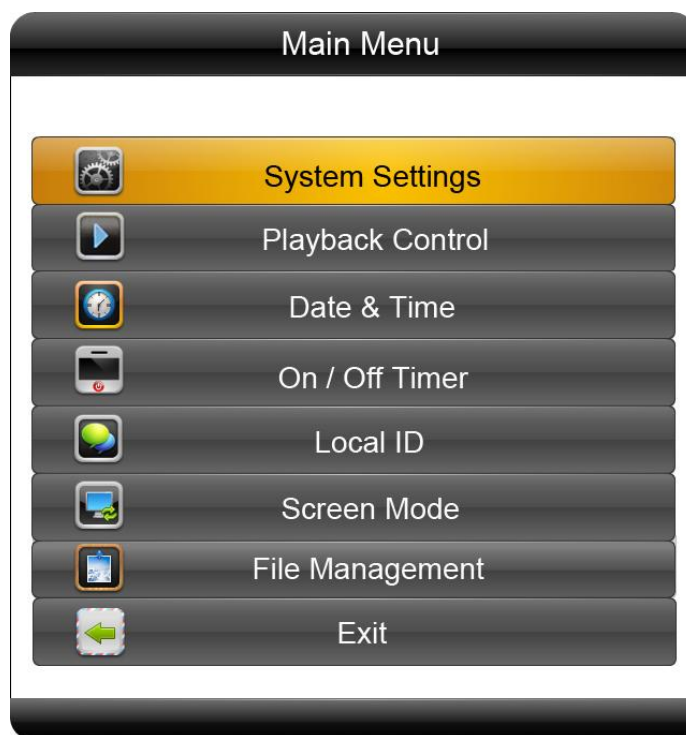 Main Menu
System Settings
Playback Control
Date & Time
On / Off Timer
Local ID
Screen Mode
File Management
Exit